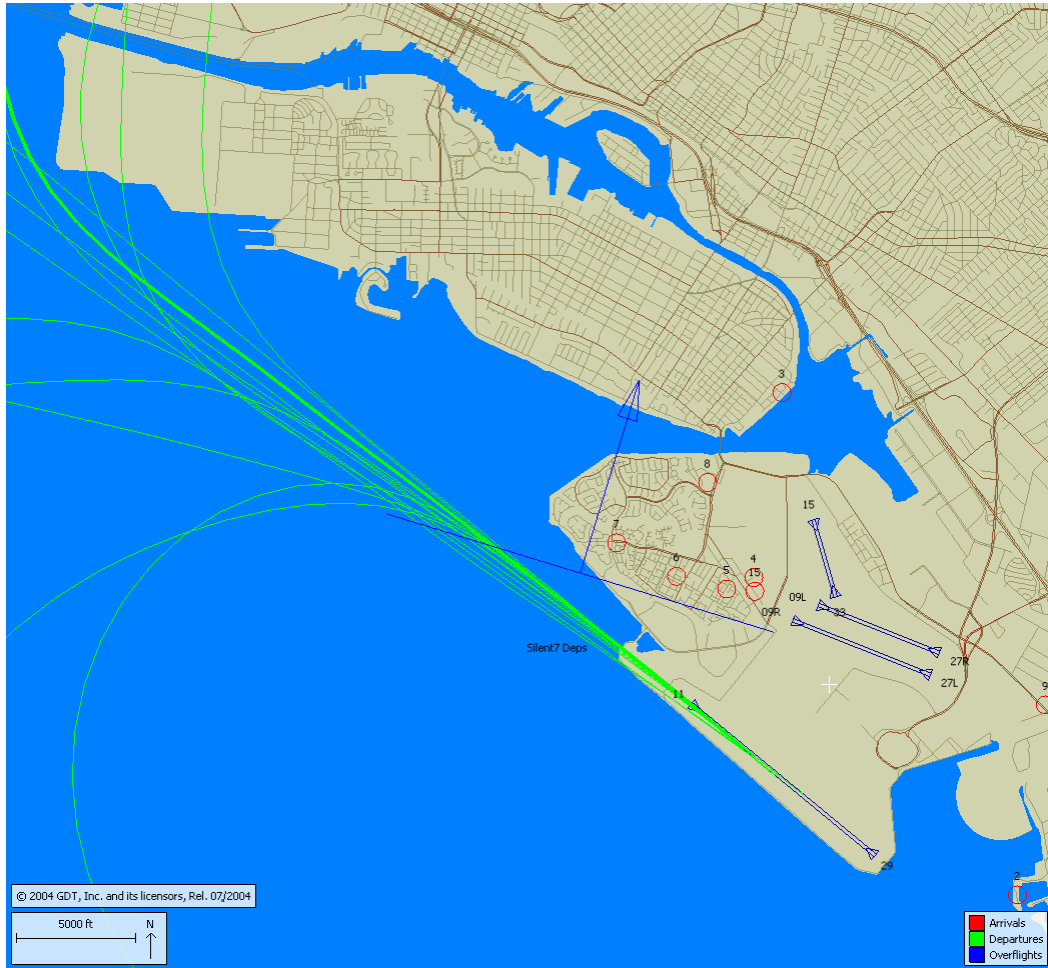 3
8
15
7
6
5
4
15
09L
09R
33
Silent7 Deps
27R
27L
11
9
29
2
© 2004 GDT, Inc. and its licensors, Rel. 07/2004
5000 ft
N
Arrivals
Departures
Overflights